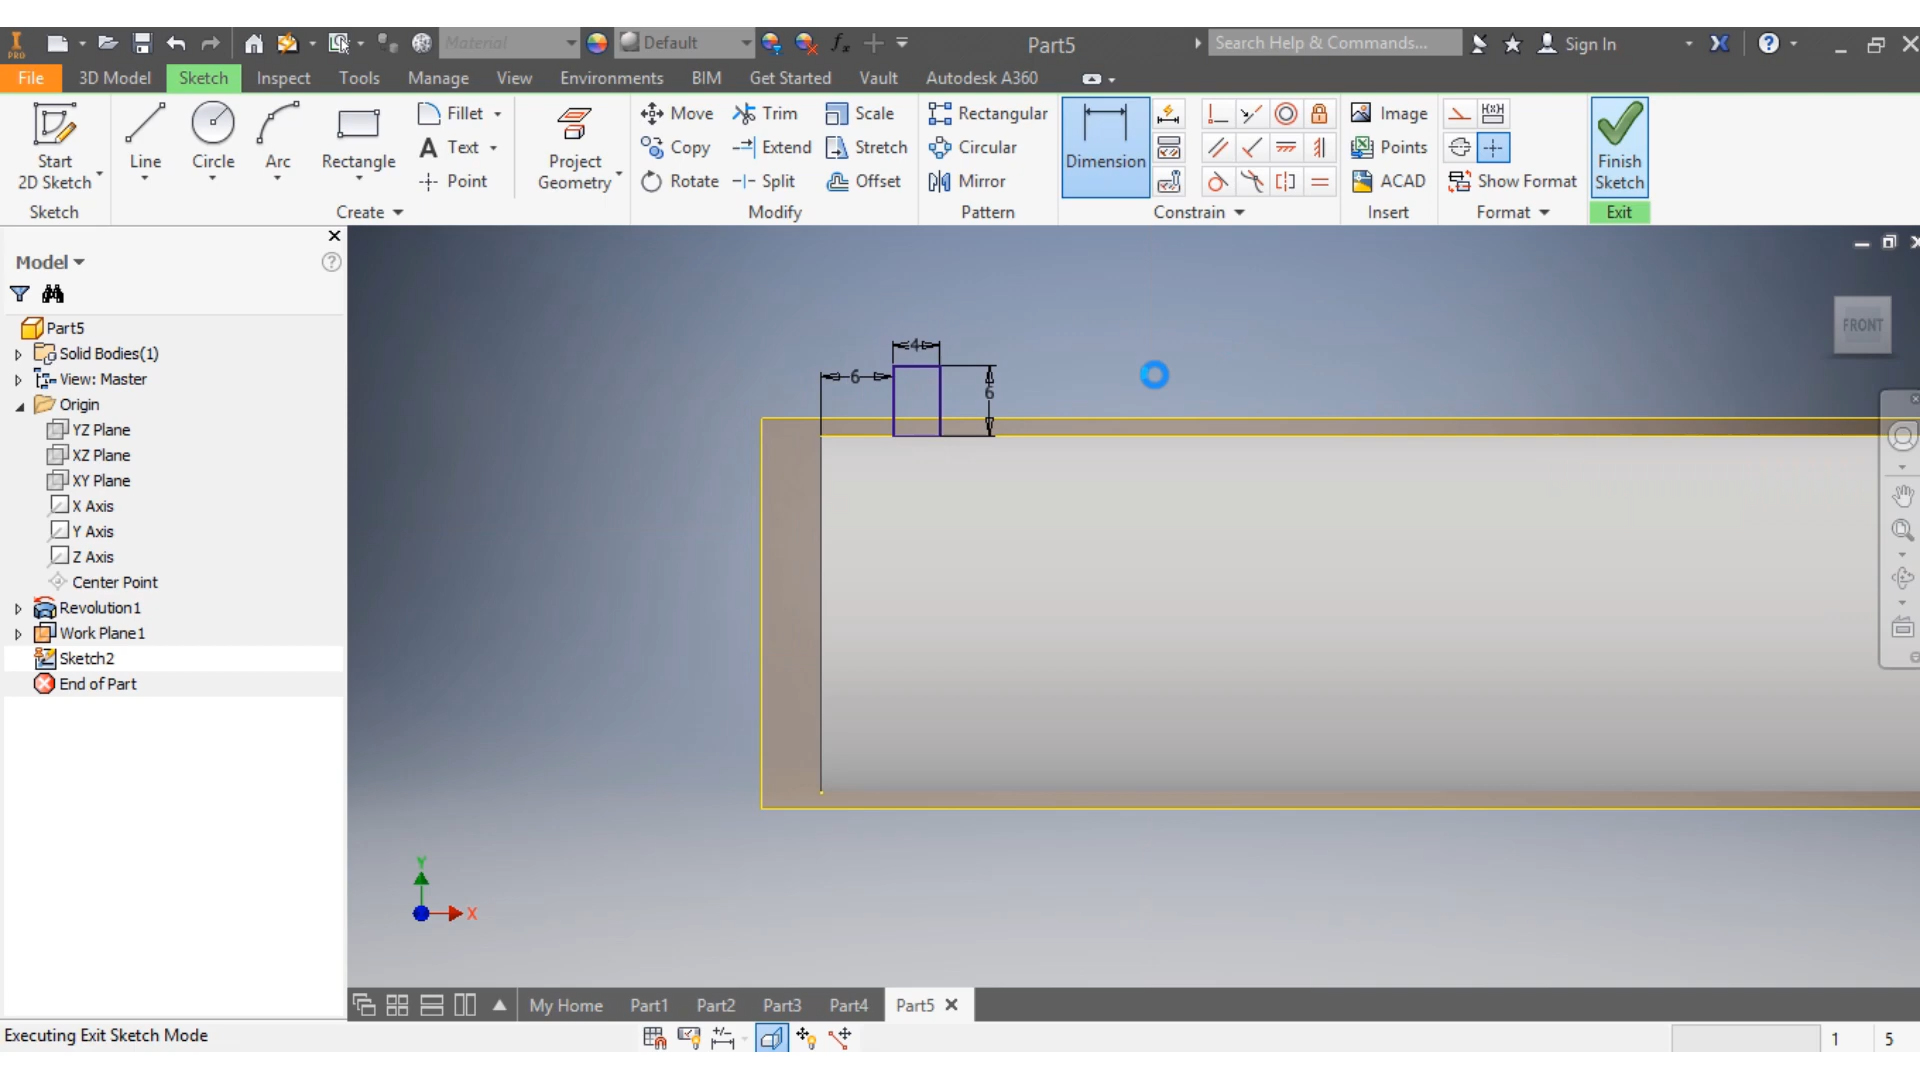 PRO
Material
Default
fx
Part5
Search Help & Commands...
Sign In
File
3D Model
Sketch
Inspect
Tools
Manage
View
Environments
BIM
Get Started
Vault
Autodesk A360
Start
2D Sketch
Line
Circle
Arc
Rectangle
Fillet
Text
Point
Project
Geometry
Move
Copy
Rotate
Trim
Extend
Split
Scale
Stretch
Offset
Rectangular
Circular
Mirror
Dimension
Image
Points
ACAD
Show Format
Finish
Sketch
Sketch
Create
Modify
Pattern
Constrain
Insert
Format
Exit
Model
Part5
Solid Bodies(1)
View: Master
Origin
YZ Plane
XZ Plane
XY Plane
X Axis
Y Axis
Z Axis
Center Point
Revolution1
Work Plane1
Sketch2
End of Part
FRONT
4
6
6
Y
X
My Home
Part1
Part2
Part3
Part4
Part5
Executing Exit Sketch Mode
1
5